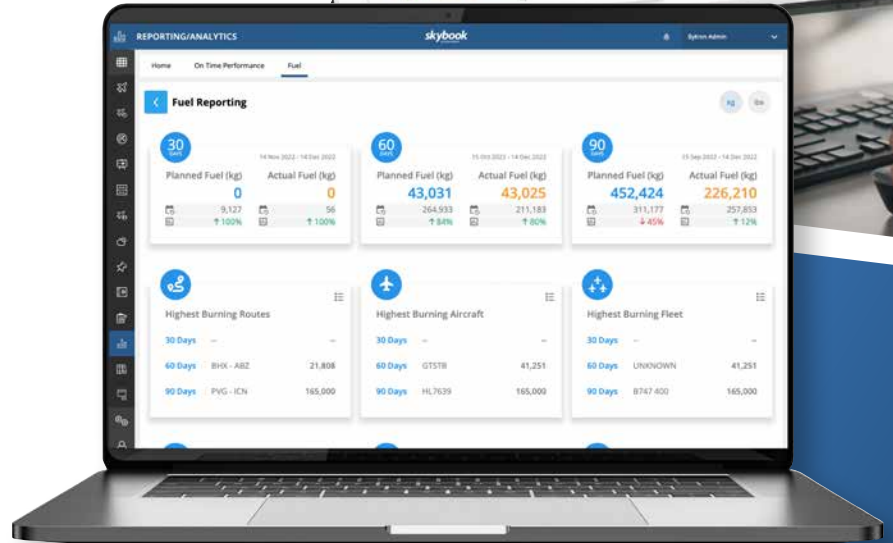 REPORTING/ANALYTICS
skybook
Sytron Admin
Home On Time Performance Fuel
Fuel Reporting
kg lbs
30 DAYS
14 Nov 2022 - 14 Dec 2022
Planned Fuel (kg) Actual Fuel (kg)
0 0
9,127 56
↑ 100% ↑ 100%
60 DAYS
15 Oct 2022 - 14 Dec 2022
Planned Fuel (kg) Actual Fuel (kg)
43,031 43,025
264,933 211,183
↑ 84% ↑ 80%
90 DAYS
15 Sep 2022 - 14 Dec 2022
Planned Fuel (kg) Actual Fuel (kg)
452,424 226,210
311,177 257,853
↓ 45% ↑ 12%
Highest Burning Routes
30 Days -- --
60 Days BHX - ABZ 21,808
90 Days PVG - ICN 165,000
Highest Burning Aircraft
30 Days -- --
60 Days GTSTB 41,251
90 Days HL7639 165,000
Highest Burning Fleet
30 Days -- --
60 Days UNKNOWN 41,251
90 Days B747 400 165,000